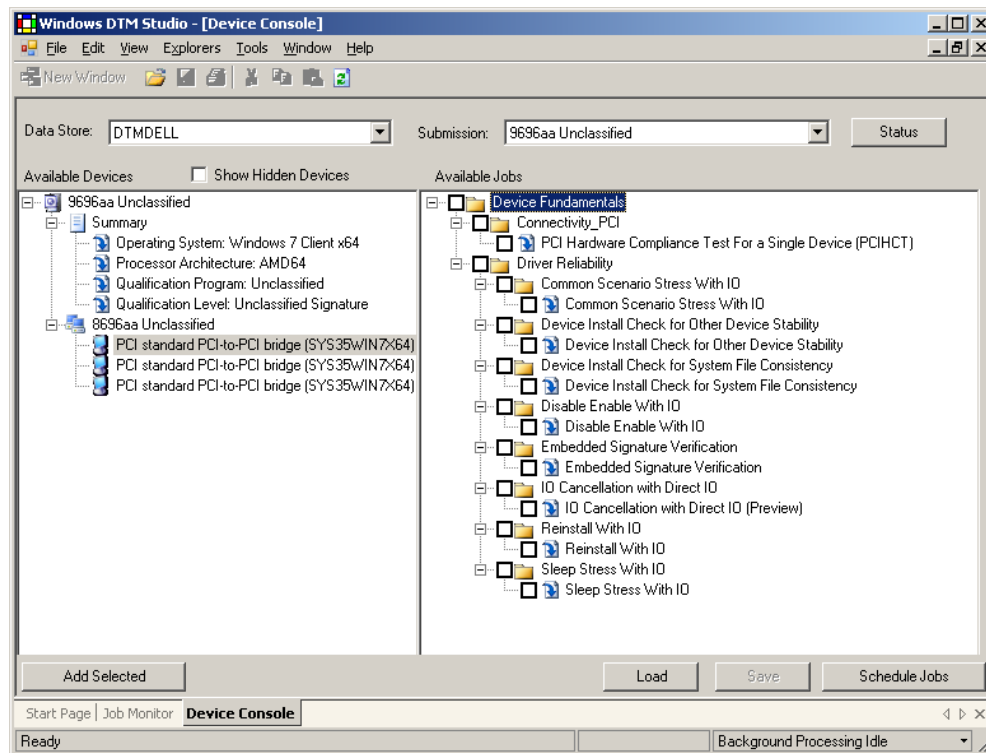 Windows DTM Studio - [Device Console]
File Edit View Explorers Tools Window Help
New Window
Data Store: DTMDELL Submission: 9696aa Unclassified Status
Available Devices Show Hidden Devices Available Jobs
9696aa Unclassified
Summary
Operating System: Windows 7 Client x64
Processor Architecture: AMD64
Qualification Program: Unclassified
Qualification Level: Unclassified Signature
8696aa Unclassified
PCI standard PCI-to-PCI bridge (SYS35WIN7X64)
PCI standard PCI-to-PCI bridge (SYS35WIN7X64)
PCI standard PCI-to-PCI bridge (SYS35WIN7X64)
Device Fundamentals
Connectivity_PCI
PCI Hardware Compliance Test For a Single Device (PCIHCT)
Driver Reliability
Common Scenario Stress With IO
Common Scenario Stress With IO
Device Install Check for Other Device Stability
Device Install Check for Other Device Stability
Device Install Check for System File Consistency
Device Install Check for System File Consistency
Disable Enable With IO
Disable Enable With IO
Embedded Signature Verification
Embedded Signature Verification
IO Cancellation with Direct IO
IO Cancellation with Direct IO (Preview)
Reinstall With IO
Reinstall With IO
Sleep Stress With IO
Sleep Stress With IO
Add Selected Load Save Schedule Jobs
Start Page Job Monitor Device Console
Ready Background Processing Idle